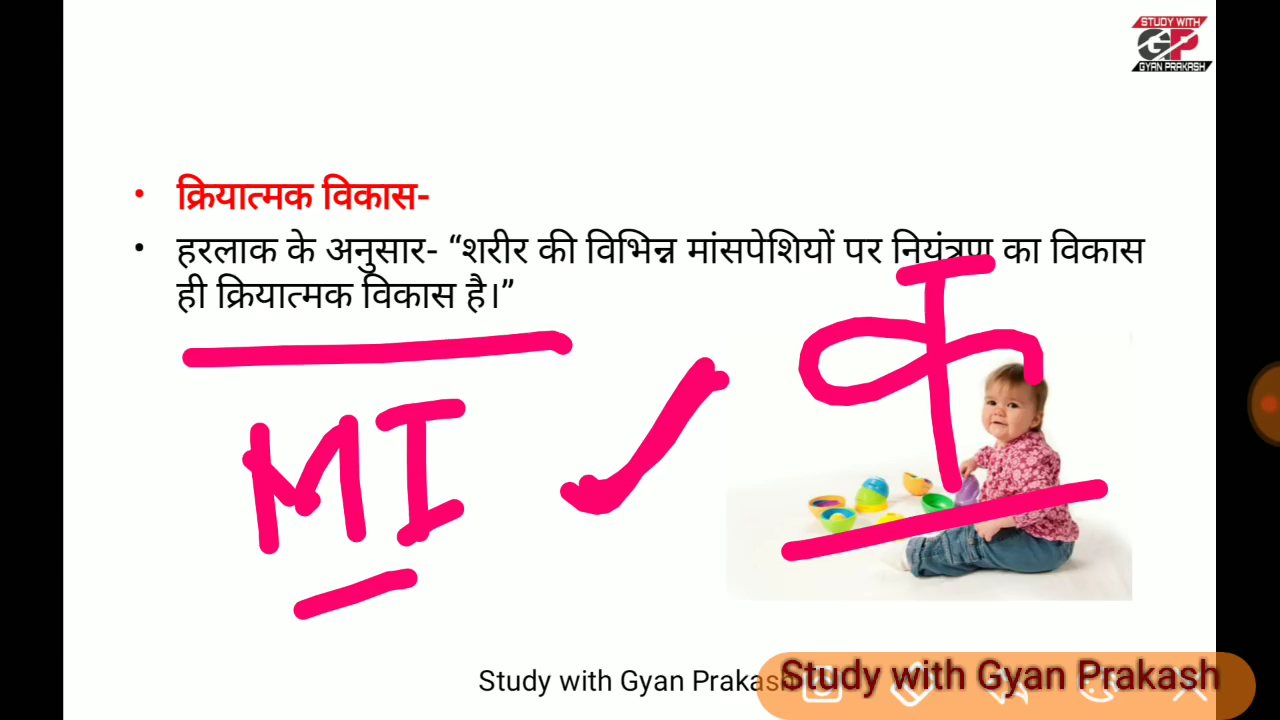 STUDY WITH
GP
GYAN PRAKASH
• क्रियात्मक विकास-
• हरलाक के अनुसार- “शरीर की विभिन्न मांसपेशियों पर नियंत्रण का विकास
ही क्रियात्मक विकास है।”
क
MI
Study with Gyan Prakash
Study with Gyan Prakash